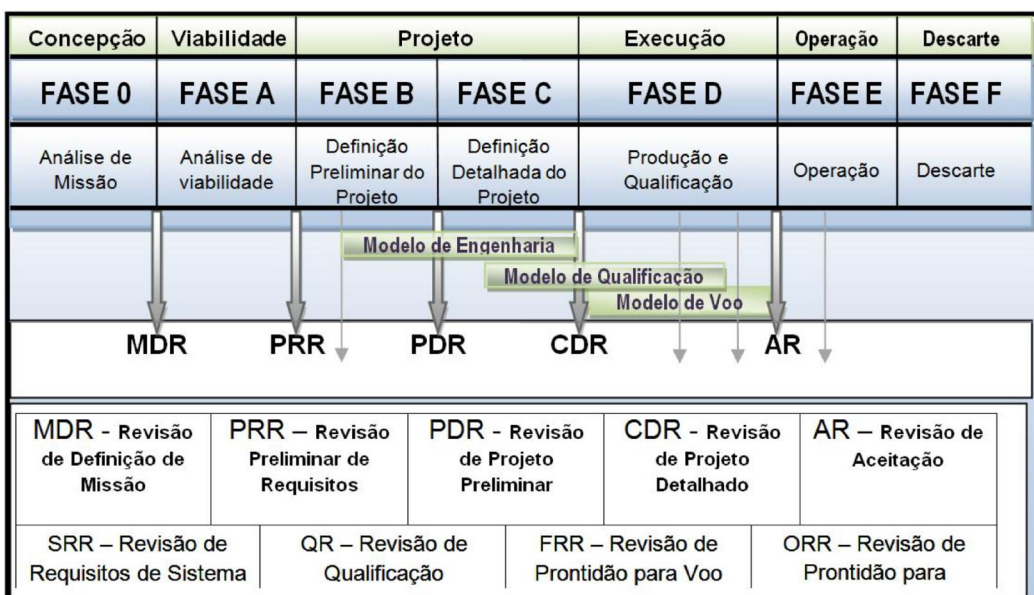 Concepção Viabilidade Projeto Execução Operação Descarte
FASE 0 FASE A FASE B FASE C FASE D FASE E FASE F
Análise de Missão
Análise de viabilidade
Definição Preliminar do Projeto
Definição Detalhada do Projeto
Produção e Qualificação
Operação
Descarte
Modelo de Engenharia
Modelo de Qualificação
Modelo de Voo
MDR PRR PDR CDR AR
MDR - Revisão
de Definição de
Missão
PRR – Revisão
Preliminar de
Requisitos
PDR - Revisão
de Projeto
Preliminar
CDR - Revisão
de Projeto
Detalhado
AR – Revisão de
Aceitação
SRR – Revisão de
Requisitos de Sistema
QR – Revisão de
Qualificação
FRR – Revisão de
Prontidão para Voo
ORR – Revisão de
Prontidão para